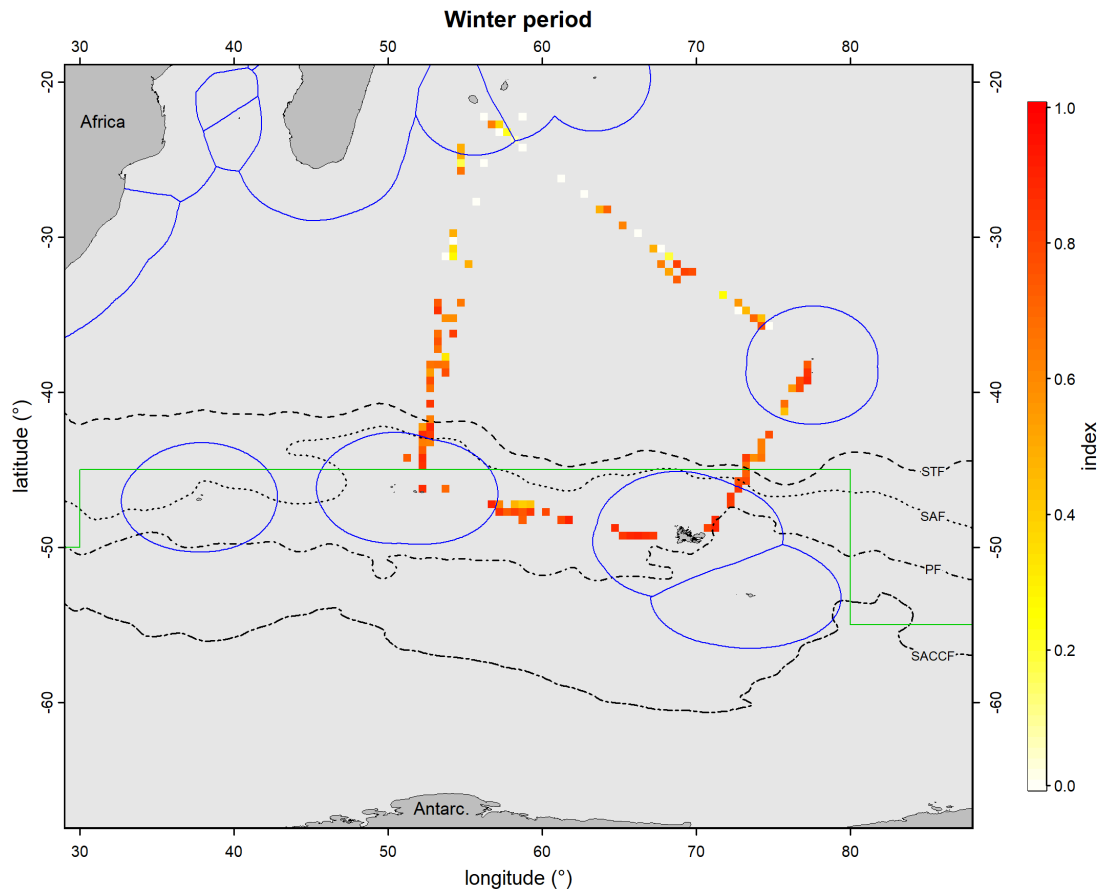 Winter period
30 40 50 60 70 80
-20 -20
1.0
Africa
-30 -30
0.8
latitude (°)
-40 -40
0.6
index
STF
SAF
-50 -50
PF
0.4
SACCF
0.2
-60 -60
0.0
Antarc.
30 40 50 60 70 80
longitude (°)